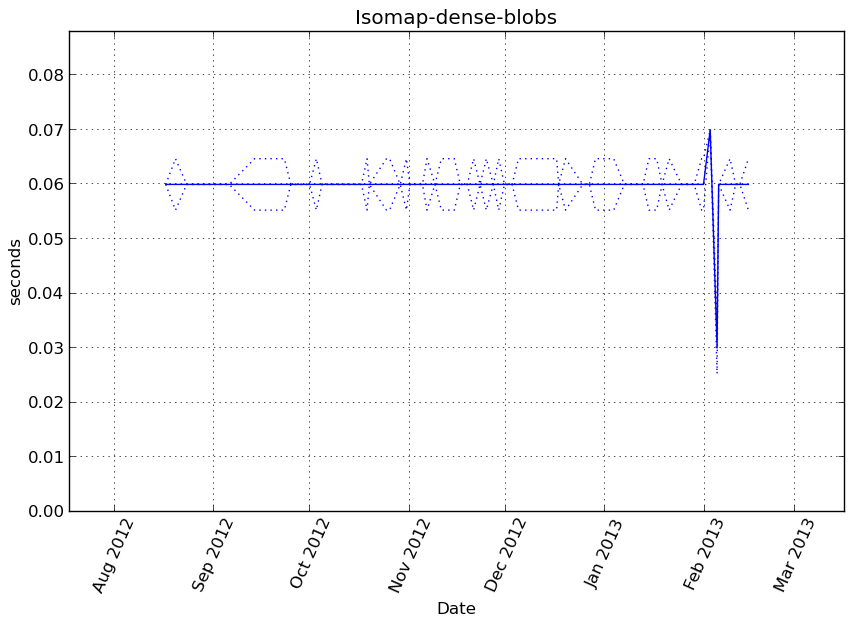 Isomap-dense-blobs
0.08
0.07
0.06
0.05
0.04
0.03
0.02
0.01
0.00
seconds
Aug 2012
Sep 2012
Oct 2012
Nov 2012
Dec 2012
Jan 2013
Feb 2013
Mar 2013
Date